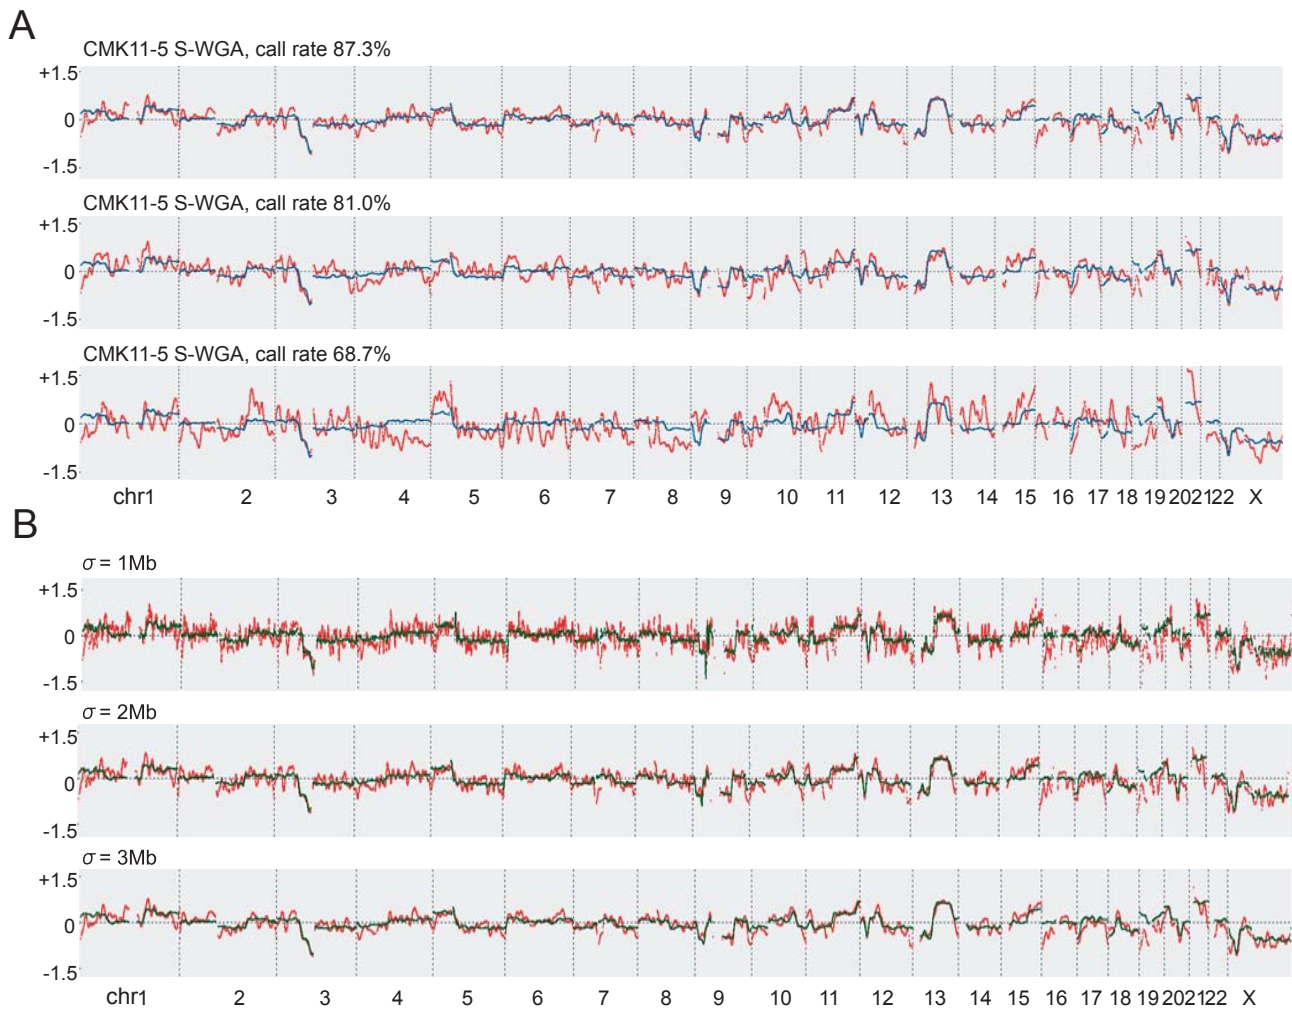 A
CMK11-5 S-WGA, call rate 87.3%
+1.5
0
-1.5
CMK11-5 S-WGA, call rate 81.0%
+1.5
0
-1.5
CMK11-5 S-WGA, call rate 68.7%
+1.5
0
-1.5
chr1 2 3 4 5 6 7 8 9 10 11 12 13 14 15 16 17 18 19 20 21 22 X
B
σ = 1Mb
+1.5
0
-1.5
σ = 2Mb
+1.5
0
-1.5
σ = 3Mb
+1.5
0
-1.5
chr1 2 3 4 5 6 7 8 9 10 11 12 13 14 15 16 17 18 19 20 21 22 X